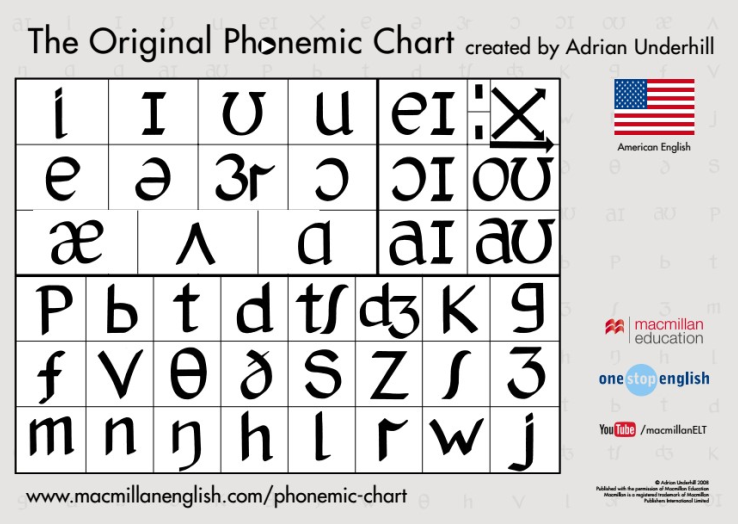 The Original Phonemic Chart created by Adrian Underhill
i ɪ ʊ u eɪ
e ə ɜr ɔ ɔɪ oʊ
æ ʌ ɑ aɪ aʊ
p b t d tʃ dʒ k g
f v θ ð s z ʃ ʒ
m n ŋ h l r w j
American English
macmillan
education
onestopenglish
YouTube /macmillanELT
www.macmillanenglish.com/phonemic-chart
© Adrian Underhill 2008
Published with the permission of Macmillan Education
Macmillan is a registered trademark of Macmillan
Publishers International Limited